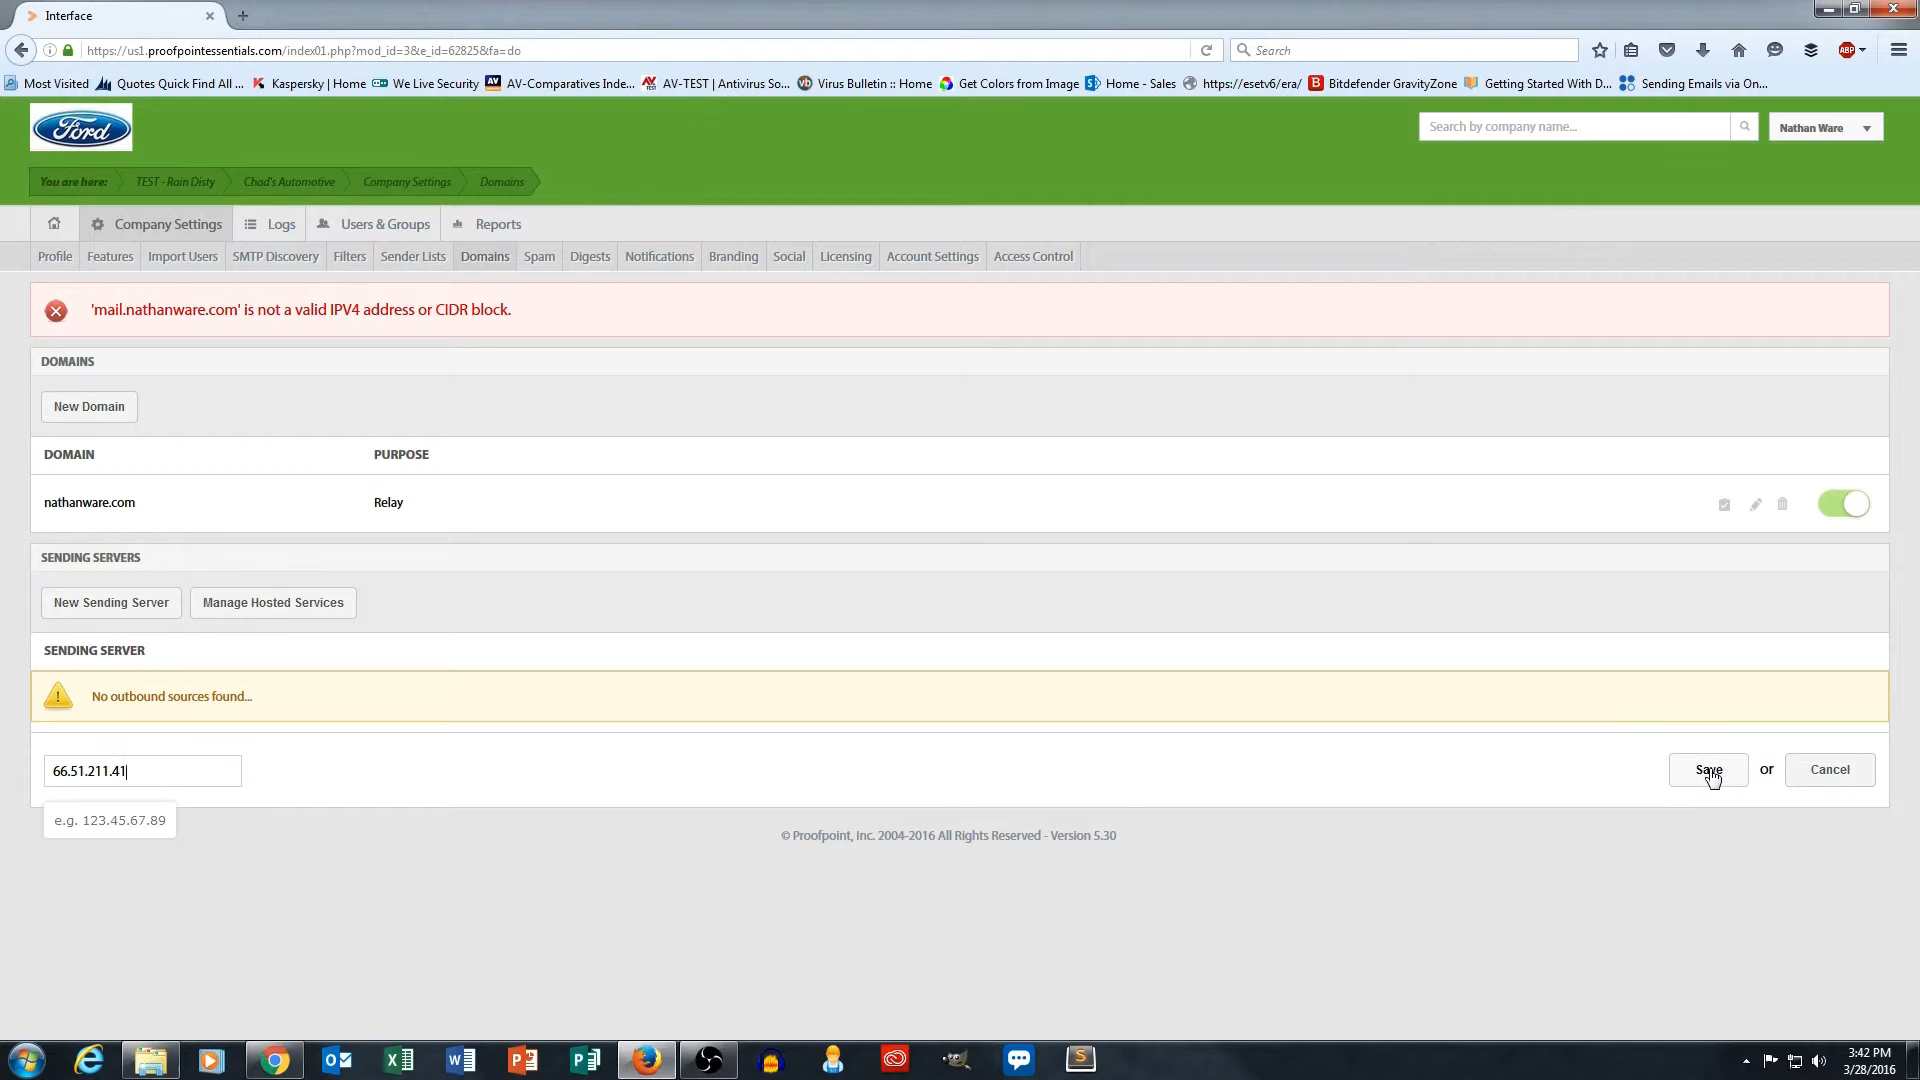 Interface
https://us1.proofpointessentials.com/index01.php?mod_id=3&e_id=62825&fa=do
Search
ABP
Most Visited
Quotes Quick Find All ...
Kaspersky | Home
We Live Security
AV-Comparatives Inde...
AV-TEST | Antivirus So...
Virus Bulletin :: Home
Get Colors from Image
Home - Sales
https://esetv6/era/
Bitdefender GravityZone
Getting Started With D...
Sending Emails via On...
Ford
Search by company name...
Nathan Ware
You are here:
TEST - Rain Disty
Chad's Automotive
Company Settings
Domains
Company Settings
Logs
Users & Groups
Reports
Profile
Features
Import Users
SMTP Discovery
Filters
Sender Lists
Domains
Spam
Digests
Notifications
Branding
Social
Licensing
Account Settings
Access Control
'mail.nathanware.com' is not a valid IPV4 address or CIDR block.
DOMAINS
New Domain
DOMAIN
PURPOSE
nathanware.com
Relay
SENDING SERVERS
New Sending Server
Manage Hosted Services
SENDING SERVER
No outbound sources found...
66.51.211.41
Save
or
Cancel
e.g. 123.45.67.89
© Proofpoint, Inc. 2004-2016 All Rights Reserved - Version 5.30
3:42 PM
3/28/2016